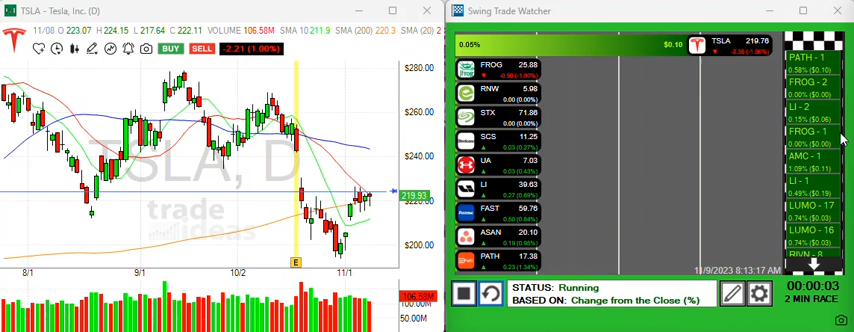 TSLA - Tesla, Inc. (D)
11/08 O 223.07 H 224.15 L 217.64 C 222.11 VOLUME 106.58M SMA 10 211.9 SMA (200) 220.3 SMA (20) 2
BUY SELL -2.21 (1.00%)
$280.00
$260.00
$240.00
$220.00
$200.00
219.93
TSLA, D
trade
ideas
E
8/1 9/1 10/2 11/1
106.58M
100.00M
50.00M
Swing Trade Watcher
0.05% $0.10 TSLA 219.76
FROG 25.88
RNW 5.98
0.00 (0.00%)
STX 71.86
0.00 (0.00%)
SCS 11.25
0.03 (0.27%)
UA 7.03
0.03 (0.43%)
LI 39.63
0.27 (0.69%)
FAST 59.76
0.50 (0.84%)
ASAN 20.10
0.19 (0.95%)
PATH 17.38
0.23 (1.34%)
PATH - 1
0.58% ($0.10)
FROG - 2
0.00% ($0.00)
LI - 2
0.15% ($0.06)
FROG - 1
0.00% ($0.00)
AMC - 1
1.09% ($0.11)
LI - 1
0.49% ($0.19)
LUMO - 17
0.74% ($0.03)
LUMO - 16
0.74% ($0.03)
RIVN - 8
11/9/2023 8:13:17 AM
STATUS: Running
BASED ON: Change from the Close (%)
00:00:03
2 MIN RACE